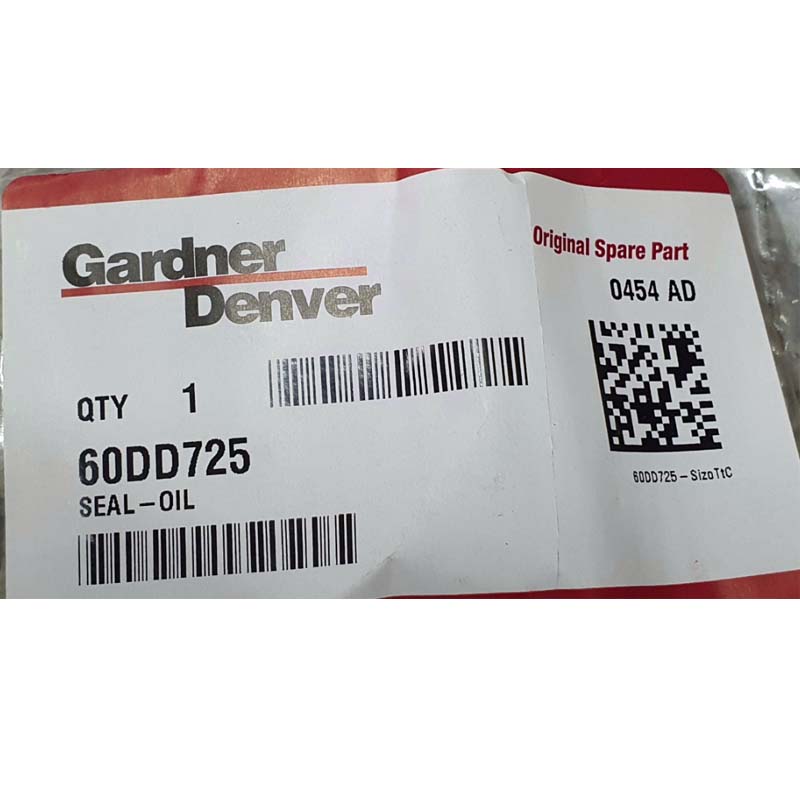 Gardner
Denver
Original Spare Part
0454 AD
QTY 1
60DD725
SEAL-OIL
60DD725-SizoTtC